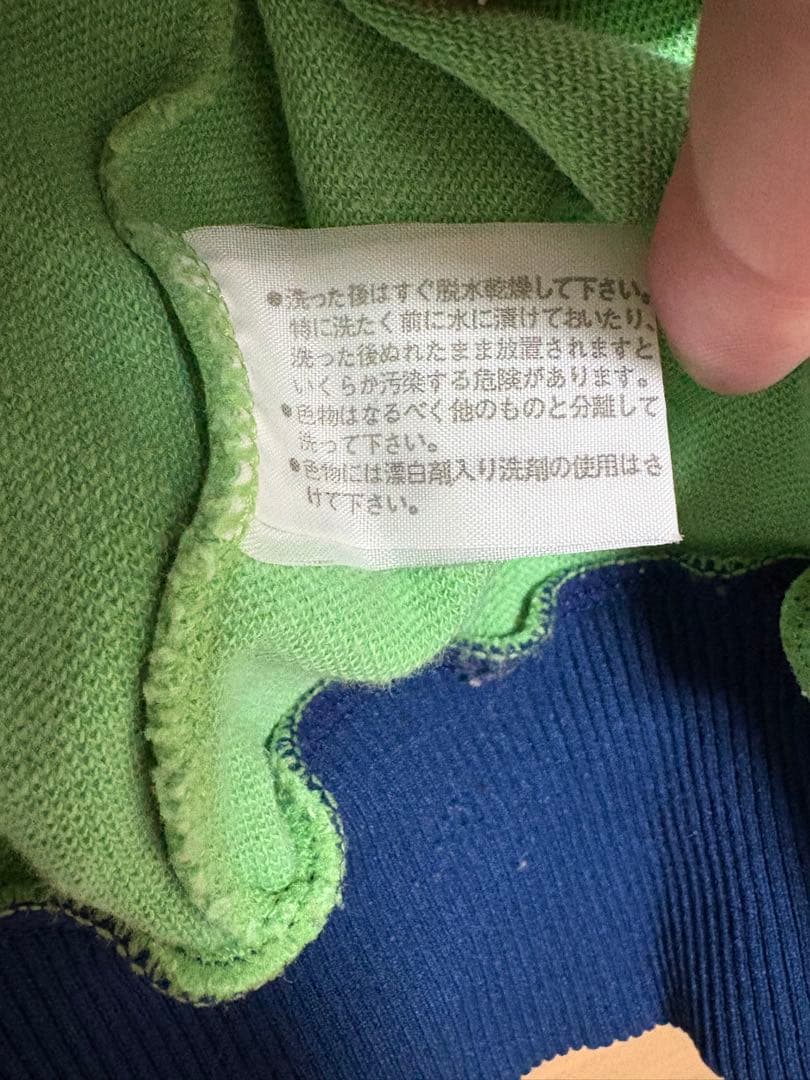 ●洗った後はすぐ脱水乾燥して下さい。
特に洗たく前に水に漬けておいたり、
洗った後ぬれたまま放置されますと
いくらか汚染する危険があります。
●色物はなるべく他のものと分離して
洗って下さい。
●色物には漂白剤入り洗剤の使用はさ
けて下さい。